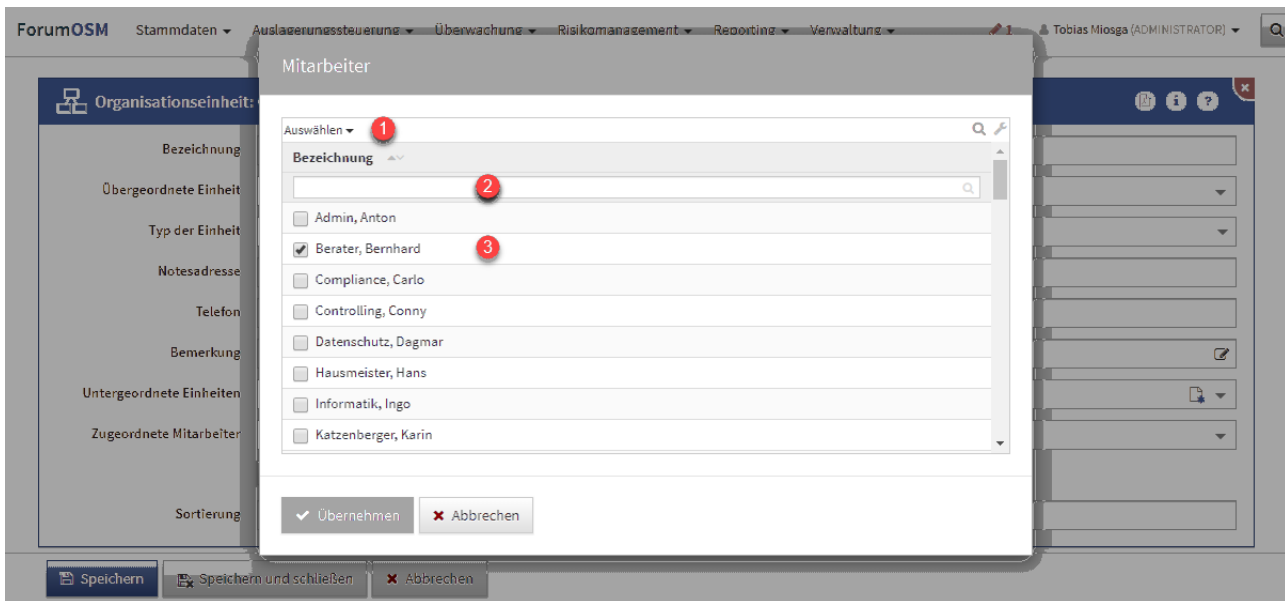 ForumOSM Stammdaten Auslagerungssteuerung Überwachung Risikomanagement Reporting Verwaltung 1 Tobias Miosga (ADMINISTRATOR)
Mitarbeiter
Organisationseinheit:
Auswählen 1
Bezeichnung
Bezeichnung
2
Übergeordnete Einheit
Admin, Anton
Typ der Einheit
Berater, Bernhard 3
Notesadresse
Compliance, Carlo
Telefon
Controlling, Conny
Bemerkung
Datenschutz, Dagmar
Hausmeister, Hans
Untergeordnete Einheiten
Informatik, Ingo
Zugeordnete Mitarbeiter
Katzenberger, Karin
Sortierung
Übernehmen Abbrechen
Speichern Speichern und schließen Abbrechen